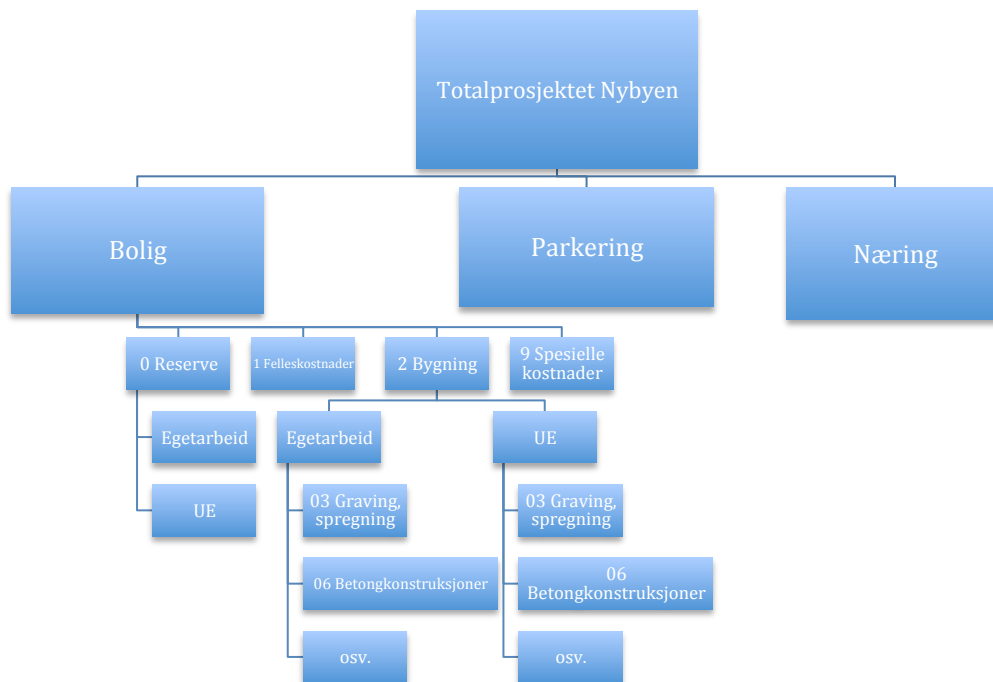 Totalprosjektet Nybyen
Bolig
Parkering
Næring
0 Reserve
1 Felleskostnader
2 Bygning
9 Spesielle
kostnader
Egetarbeid
UE
Egetarbeid
03 Graving,
spregning
06 Betongkonstruksjoner
osv.
UE
03 Graving,
spregning
06
Betongkonstruksjoner
osv.